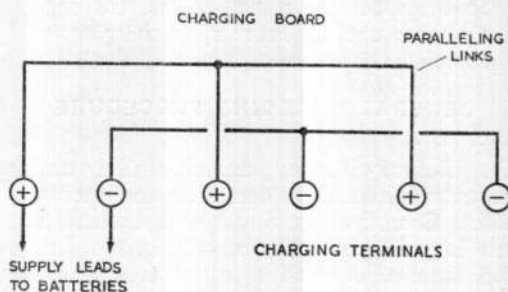 CHARGING BOARD
PARALLELING
LINKS
+ − + − + −
SUPPLY LEADS
TO BATTERIES
CHARGING TERMINALS